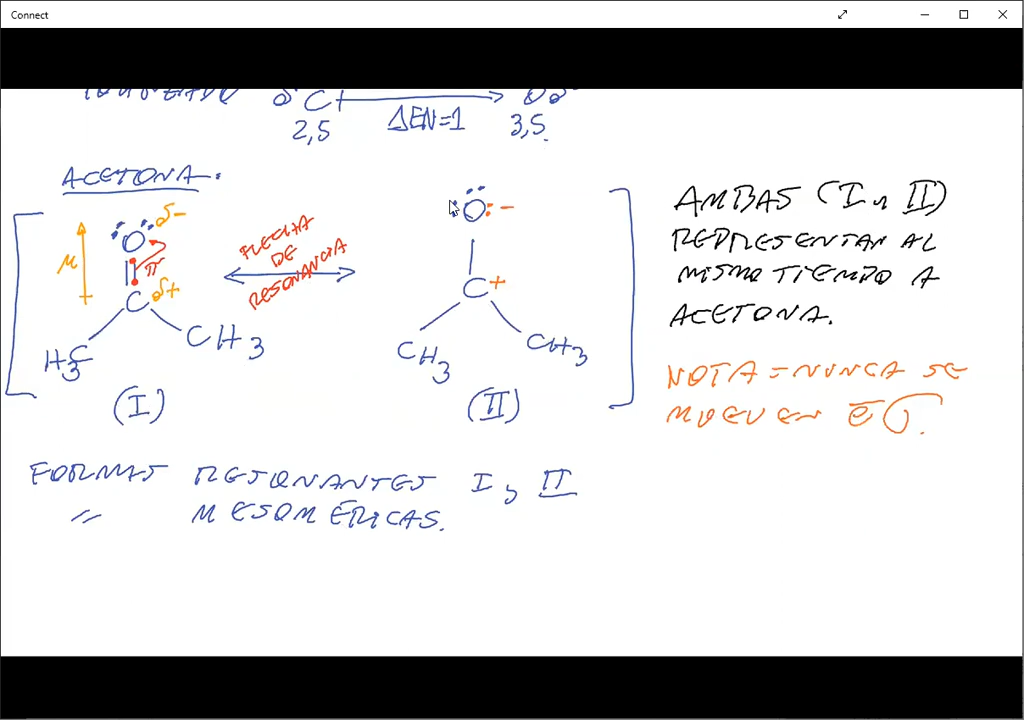 Connect
δ C ΔEN=1 O δ-
2,5 3,5.
ACETONA.
μ O δ- π C δ+
H3C CH3
(I)
FLECHA
DE
RESONANCIA
O -
C +
CH3 CH3
(II)
AMBAS (I y II)
REPRESENTAN AL
MISMO TIEMPO A
ACETONA.
NOTA = NUNCA SE
MUEVEN e̅ σ.
FORMAS RESONANTES I y II
" MESOMÉRICAS.